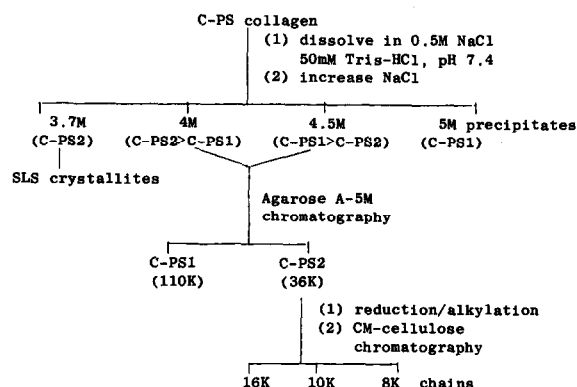 C-PS collagen
(1) dissolve in 0.5M NaCl
50mM Tris-HCl, pH 7.4
(2) increase NaCl
3.7M 4M 4.5M 5M precipitates
(C-PS2) (C-PS2>C-PS1) (C-PS1>C-PS2) (C-PS1)
SLS crystallites
Agarose A-5M
chromatography
C-PS1 C-PS2
(110K) (36K)
(1) reduction/alkylation
(2) CM-cellulose
chromatography
16K 10K 8K chains